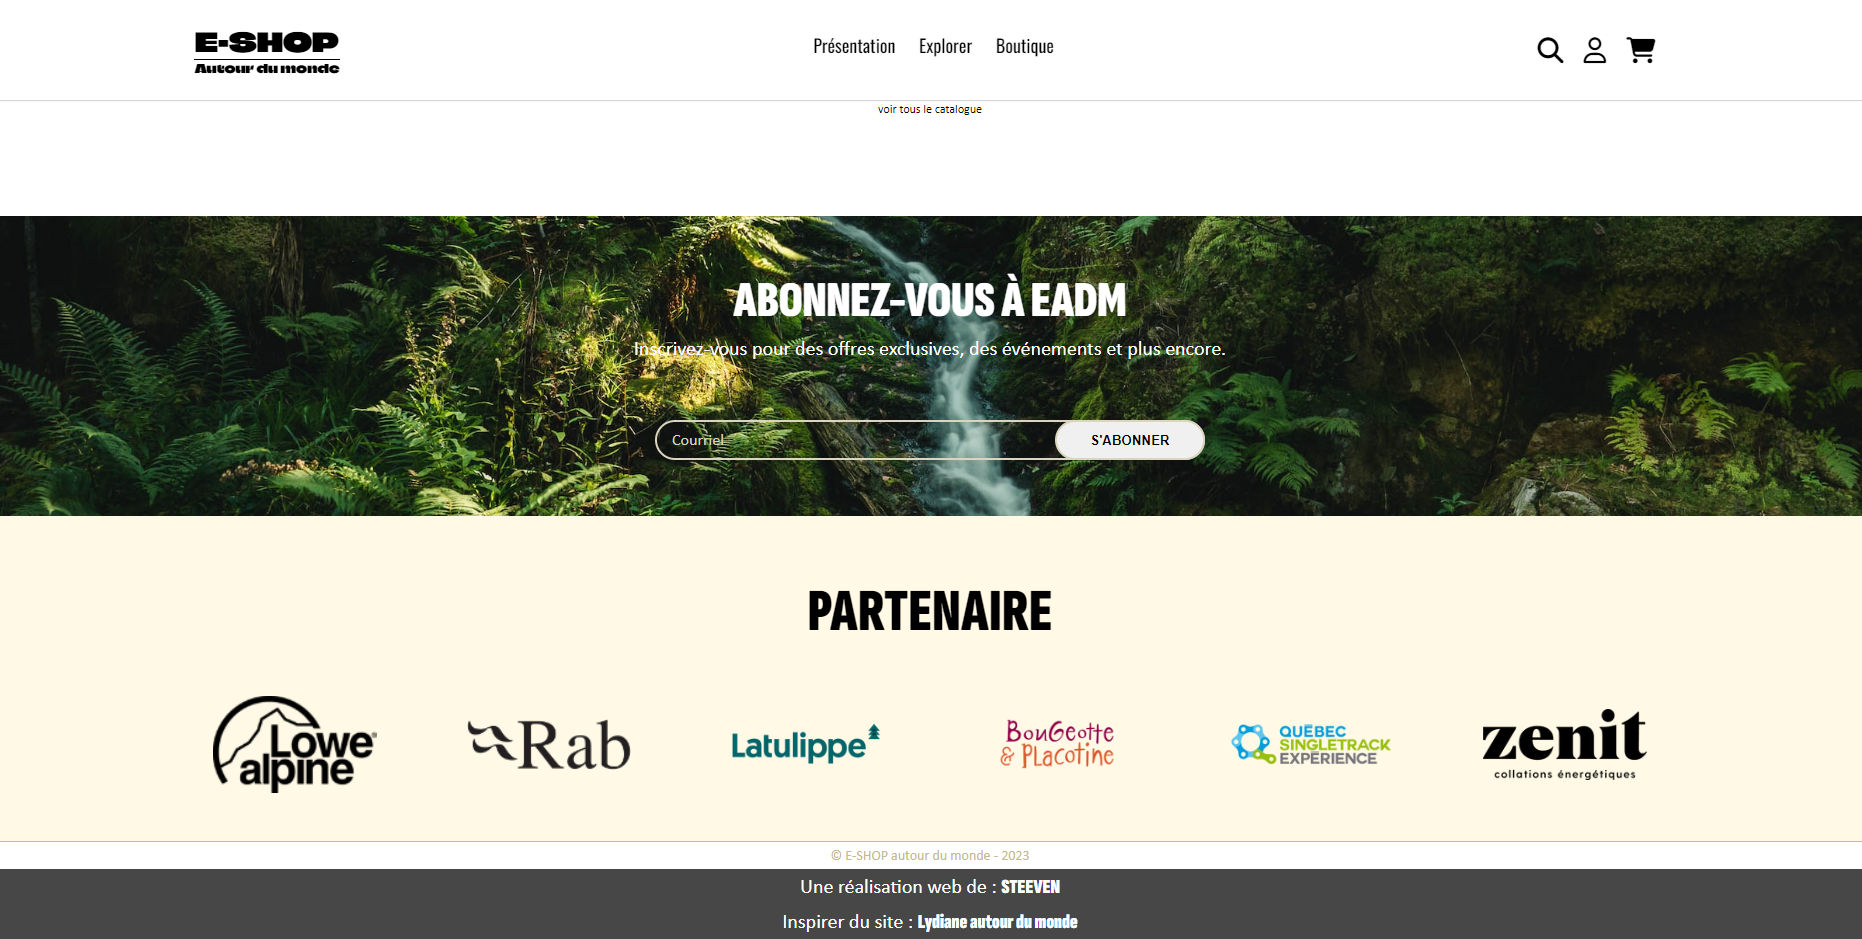 E-SHOP
Autour du monde
Présentation Explorer Boutique
voir tous le catalogue
ABONNEZ-VOUS À EADM
Inscrivez-vous pour des offres exclusives, des événements et plus encore.
Courriel
S'ABONNER
PARTENAIRE
Lowe
alpine
Rab
Latulippe
BouGeotte
& PLacotine
QUÉBEC
SINGLETRACK
EXPÉRIENCE
zenit
collations énergétiques
© E-SHOP autour du monde - 2023
Une réalisation web de : STEEVEN
Inspirer du site : Lydiane autour du monde